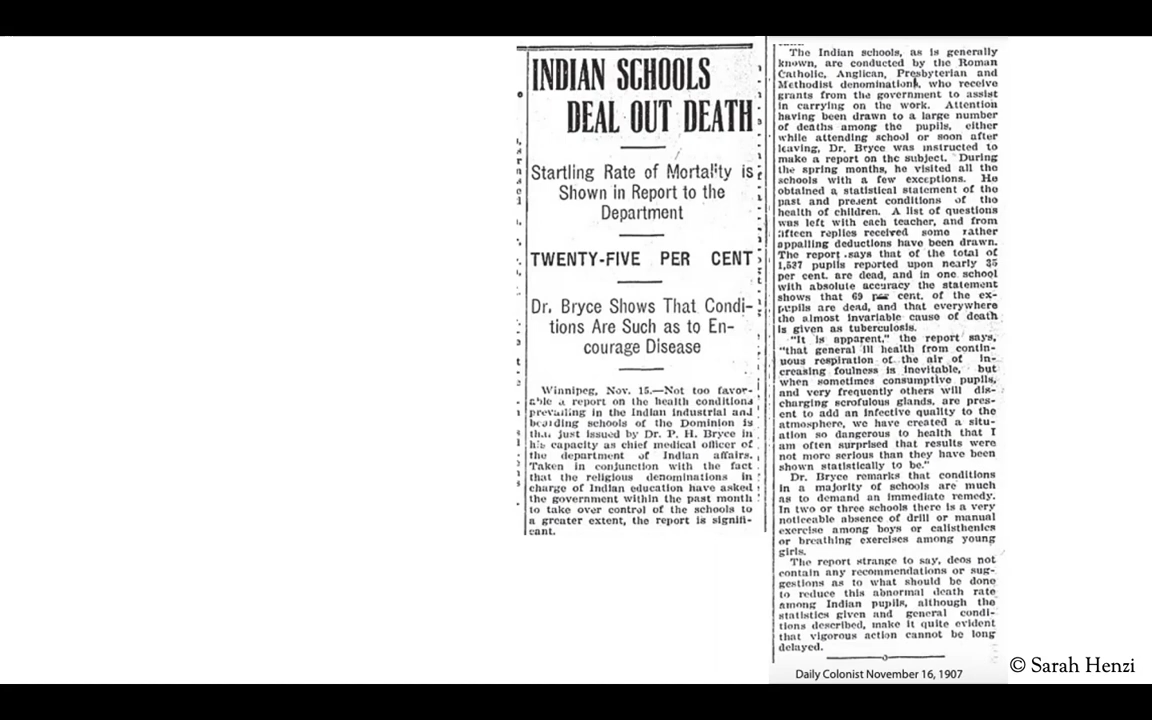 INDIAN SCHOOLS
DEAL OUT DEATH
Startling Rate of Mortality is
Shown in Report to the
Department
TWENTY-FIVE PER CENT
Dr. Bryce Shows That Condi-
tions Are Such as to En-
courage Disease
Winnipeg, Nov. 15.—Not too favor-
able a report on the health conditions
prevailing in the Indian industrial and
boarding schools of the Dominion is
that just issued by Dr. P. H. Bryce in
his capacity as chief medical officer of
the department of Indian affairs.
Taken in conjunction with the fact
that the religious denominations in
charge of Indian education have asked
the government within the past month
to take over control of the schools to
a greater extent, the report is signifi-
cant.
The Indian schools, as is generally
known, are conducted by the Roman
Catholic, Anglican, Presbyterian and
Methodist denominations, who receive
grants from the government to assist
in carrying on the work. Attention
having been drawn to a large number
of deaths among the pupils, either
while attending school or soon after
leaving, Dr. Bryce was instructed to
make a report on the subject. During
the spring months, he visited all the
schools with a few exceptions. He
obtained a statistical statement of the
past and present conditions of the
health of children. A list of questions
was left with each teacher, and from
fifteen replies received some rather
appalling deductions have been drawn.
The report says that of the total of
1,537 pupils reported upon nearly 25
per cent. are dead, and in one school
with absolute accuracy the statement
shows that 69 per cent. of the ex-
pupils are dead, and that everywhere
the almost invariable cause of death
is given as tuberculosis.
"It is apparent," the report says,
"that general ill health from contin-
uous respiration of the air of in-
creasing foulness is inevitable, but
when sometimes consumptive pupils,
and very frequently others will dis-
charging scrofulous glands, are pres-
ent to add an infective quality to the
atmosphere, we have created a situ-
ation so dangerous to health that I
am often surprised that results were
not more serious than they have been
shown statistically to be."
Dr. Bryce remarks that conditions
in a majority of schools are much
as to demand an immediate remedy.
In two or three schools there is a very
noticeable absence of drill or manual
exercise among boys or calisthenics
or breathing exercises among young
girls.
The report strange to say, deos not
contain any recommendations or sug-
gestions as to what should be done
to reduce this abnormal death rate
among Indian pupils, although the
statistics given and general condi-
tions described, make it quite evident
that vigorous action cannot be long
delayed.
Daily Colonist November 16, 1907
© Sarah Henzi